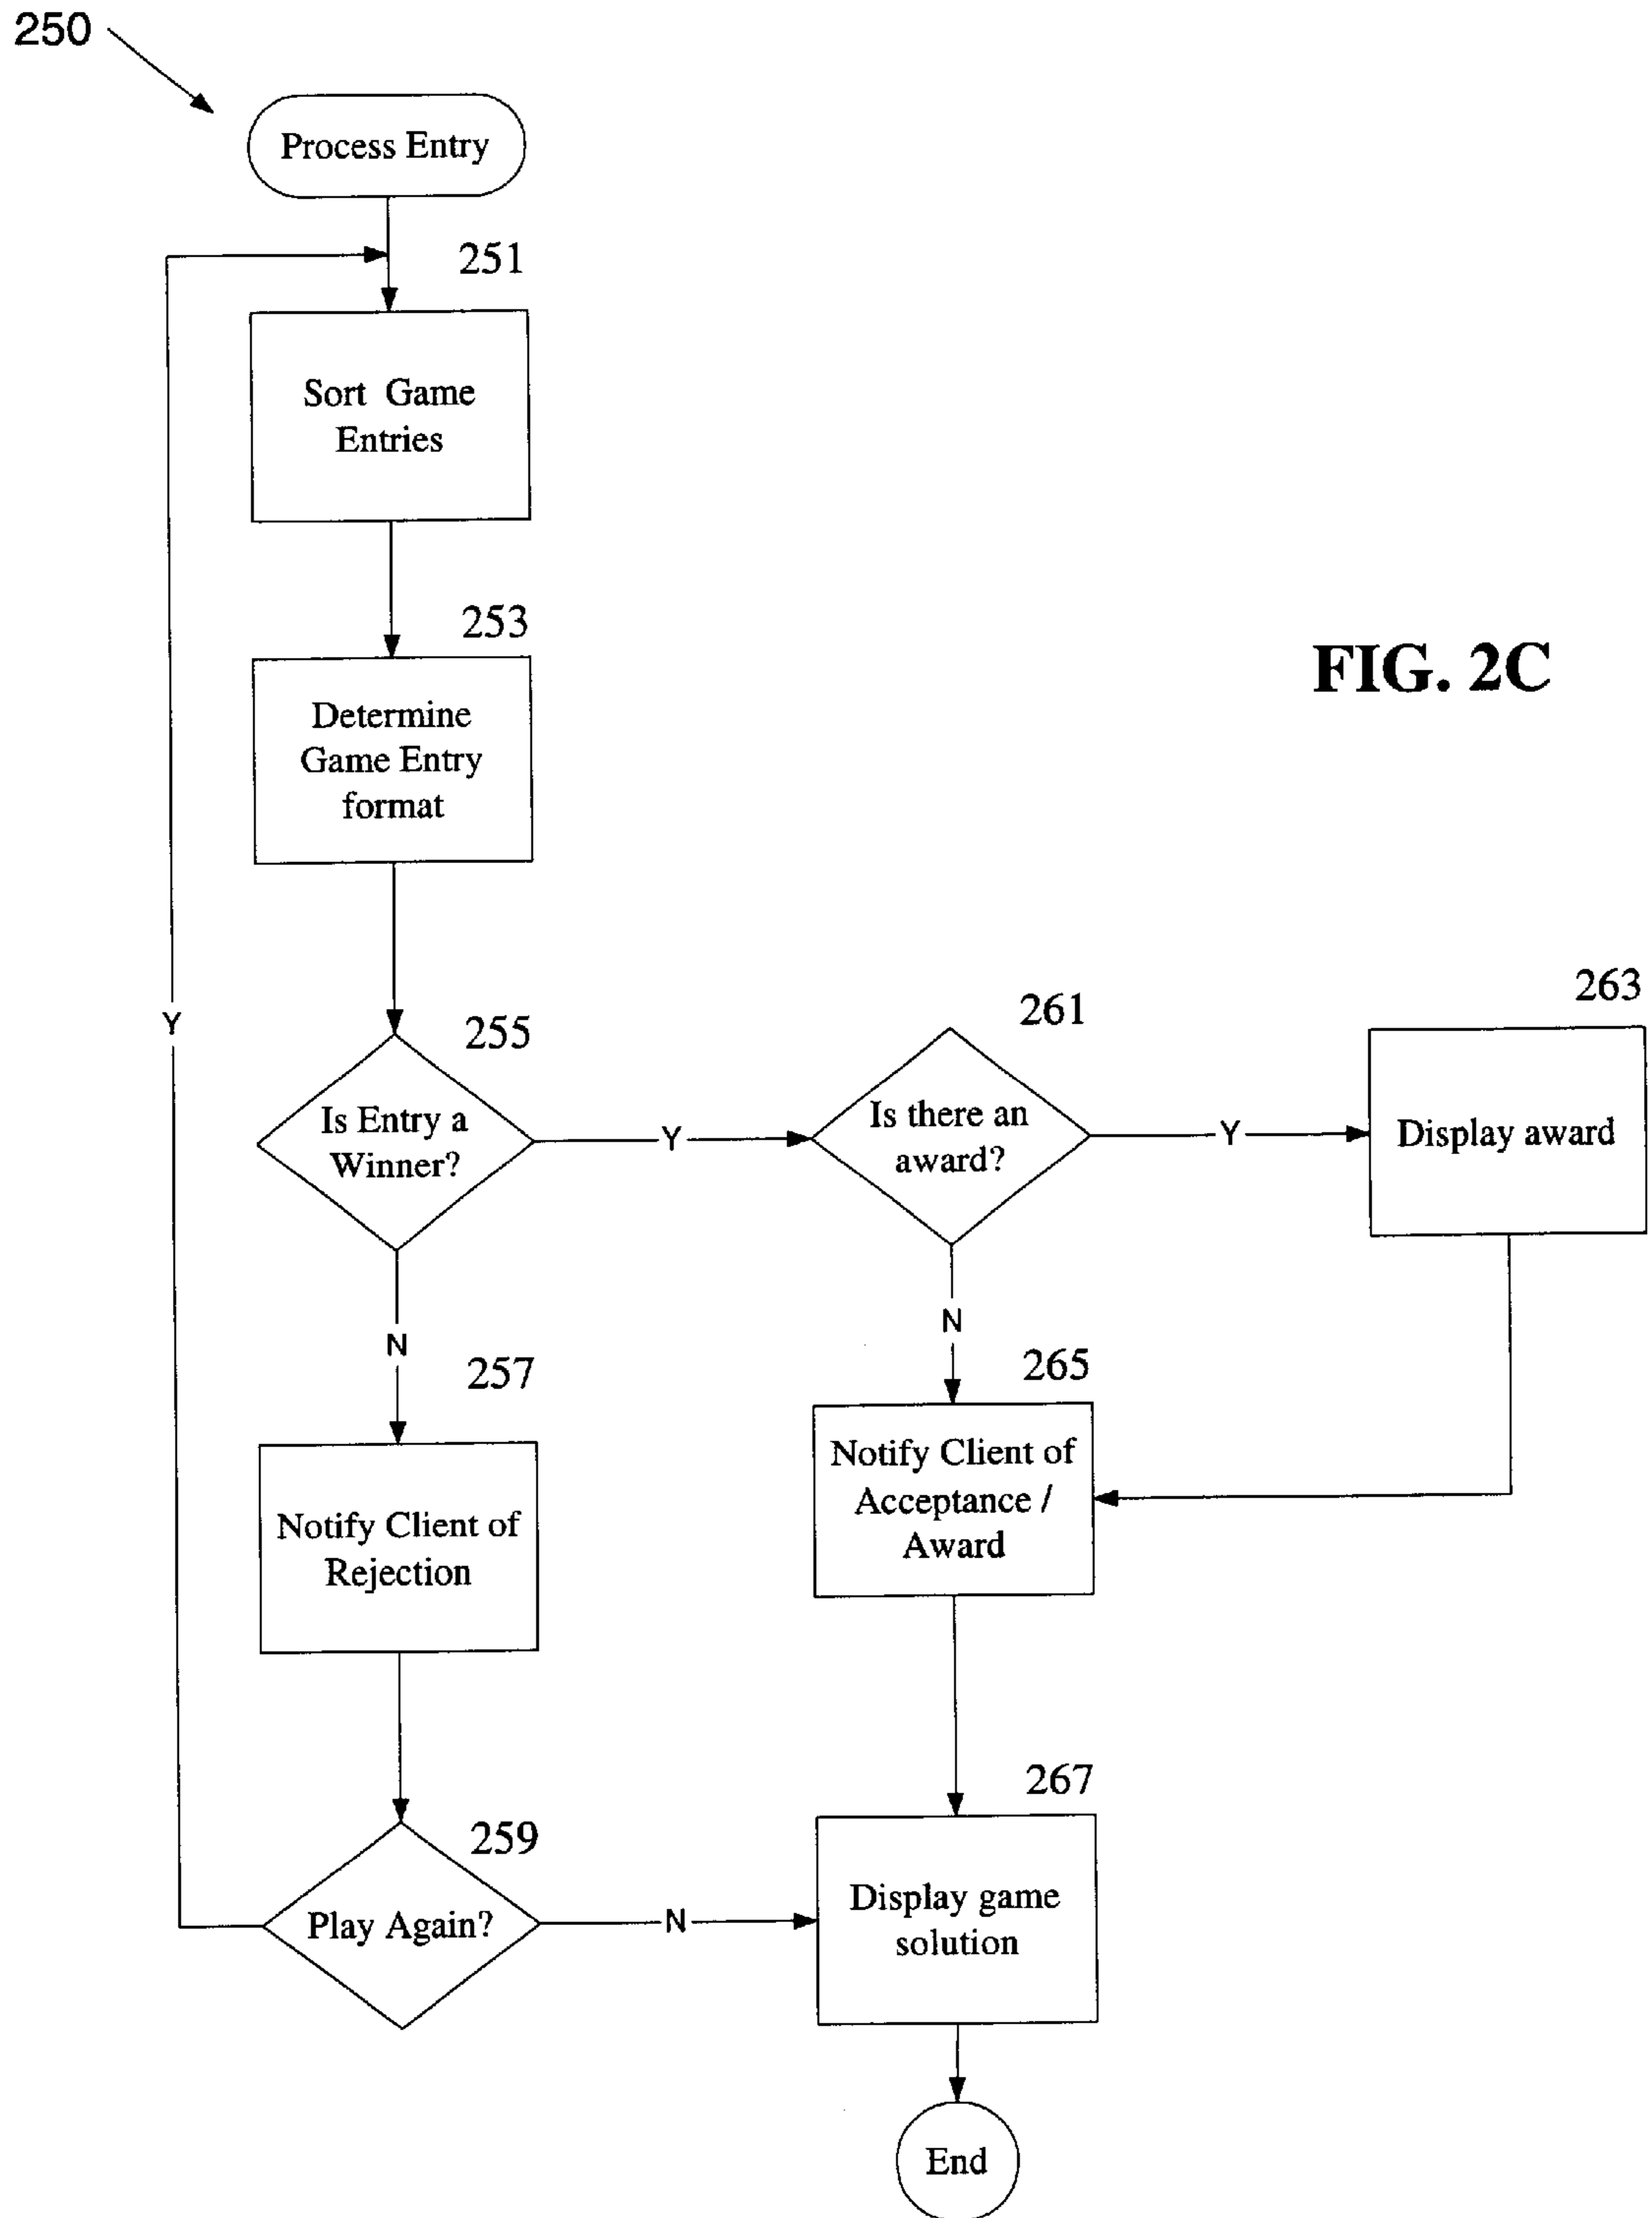 250
Process Entry
251
Sort Game
Entries
253
Determine
Game Entry
format
FIG. 2C
255
Is Entry a
Winner?
Y
261
Is there an
award?
Y
263
Display award
Y
N
N
257
Notify Client of
Rejection
265
Notify Client of
Acceptance /
Award
259
Play Again?
N
267
Display game
solution
End